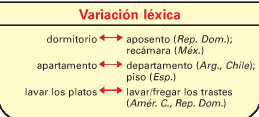 Variación léxica
dormitorio ↔ aposento (Rep. Dom.);
recámara (Méx.)
apartamento ↔ departamento (Arg., Chile);
piso (Esp.)
lavar los platos ↔ lavar/fregar los trastes
(Amér. C., Rep. Dom.)